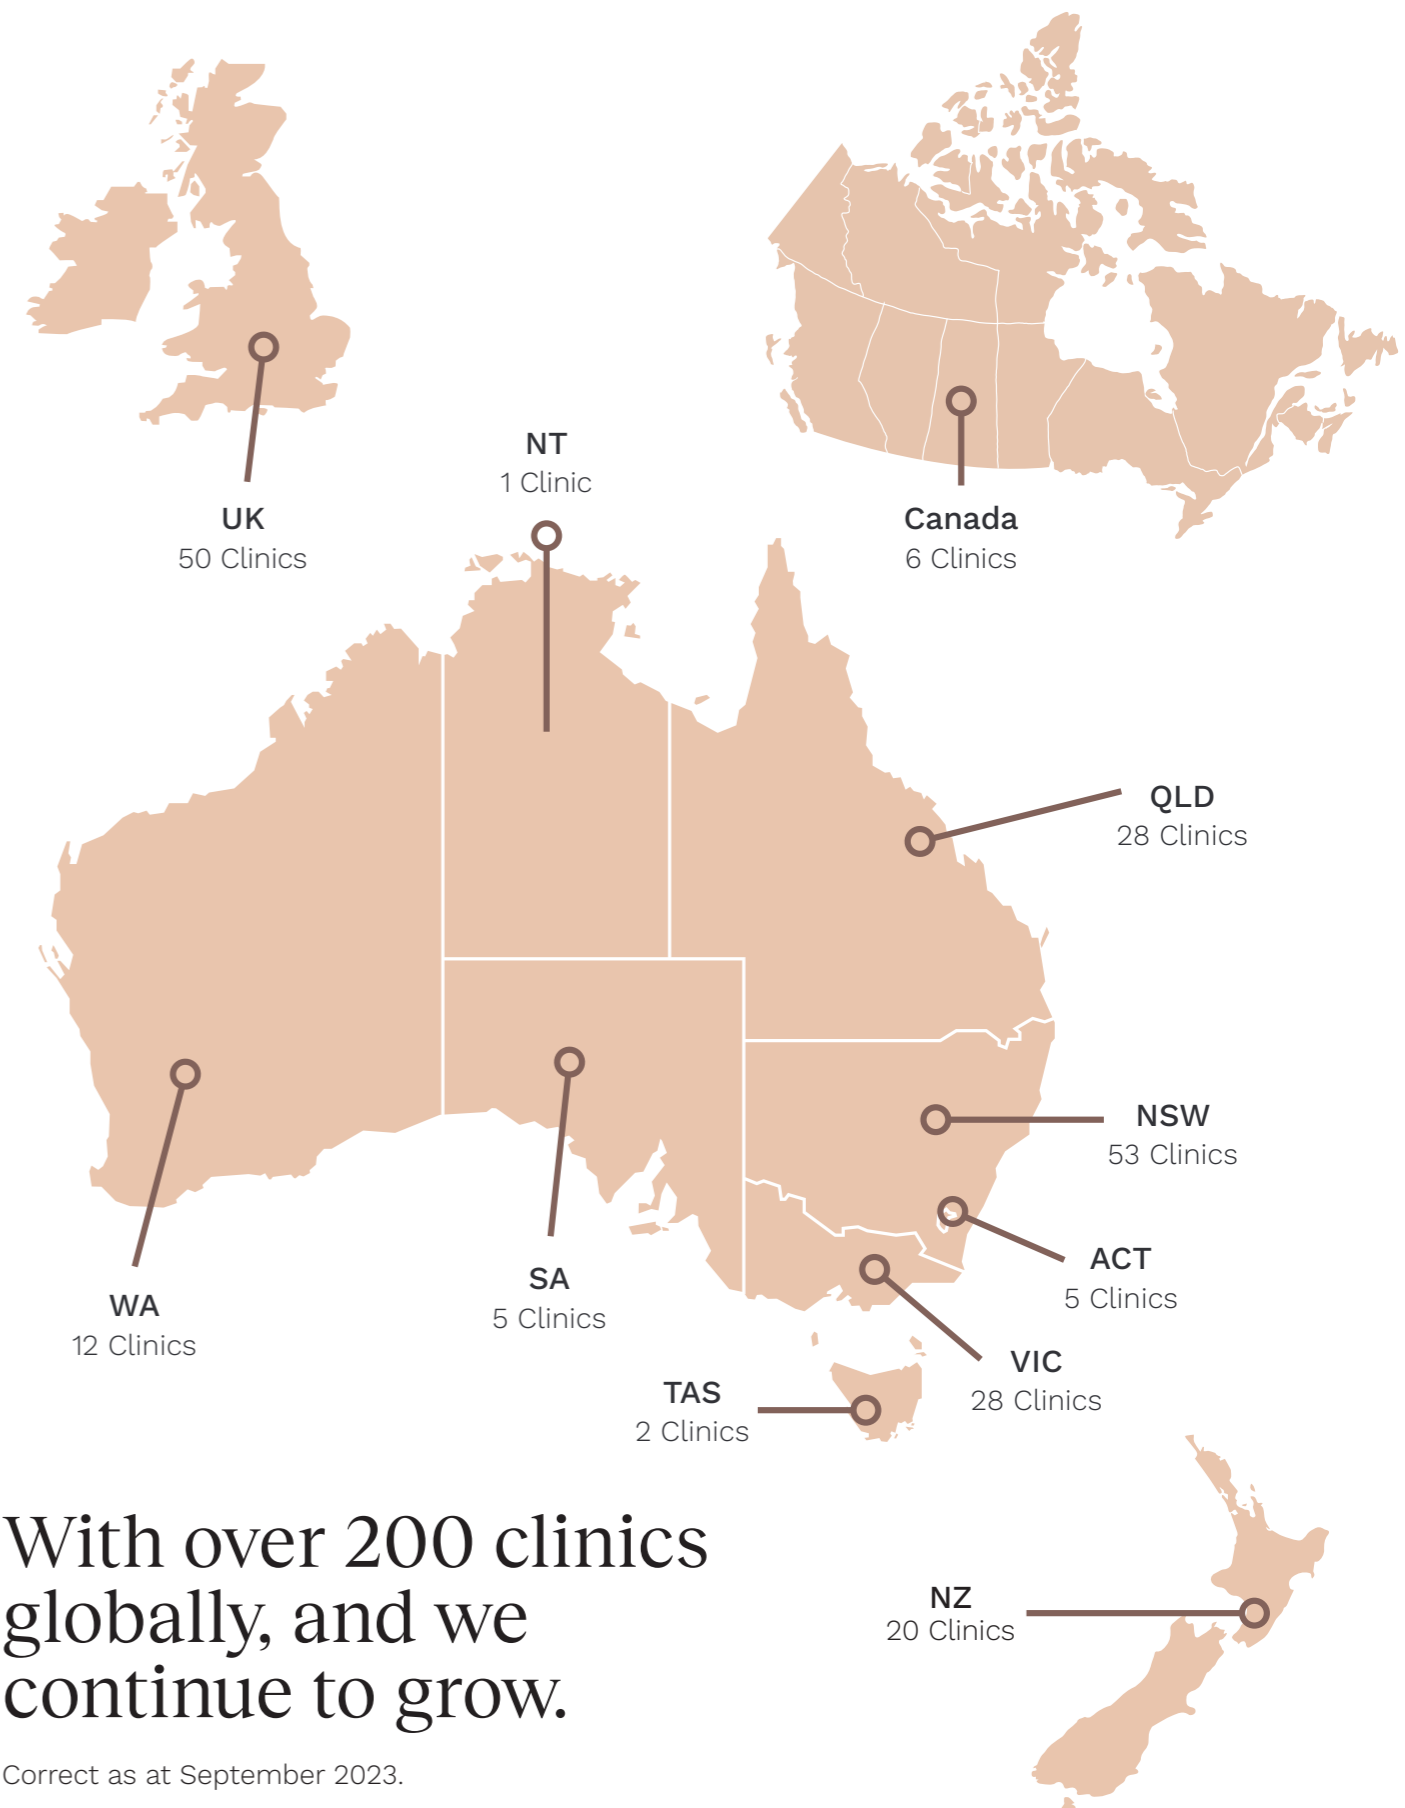 NT
1 Clinic
UK
50 Clinics
Canada
6 Clinics
QLD
28 Clinics
NSW
53 Clinics
ACT
5 Clinics
SA
5 Clinics
WA
12 Clinics
VIC
28 Clinics
TAS
2 Clinics
NZ
20 Clinics
With over 200 clinics
globally, and we
continue to grow.
Correct as at September 2023.